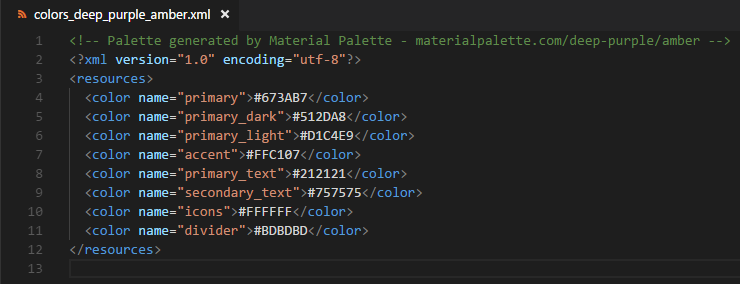 colors_deep_purple_amber.xml ×
1 <!-- Palette generated by Material Palette - materialpalette.com/deep-purple/amber -->
2 <?xml version="1.0" encoding="utf-8"?>
3 <resources>
4 <color name="primary">#673AB7</color>
5 <color name="primary_dark">#512DA8</color>
6 <color name="primary_light">#D1C4E9</color>
7 <color name="accent">#FFC107</color>
8 <color name="primary_text">#212121</color>
9 <color name="secondary_text">#757575</color>
10 <color name="icons">#FFFFFF</color>
11 <color name="divider">#BDBDBD</color>
12 </resources>
13